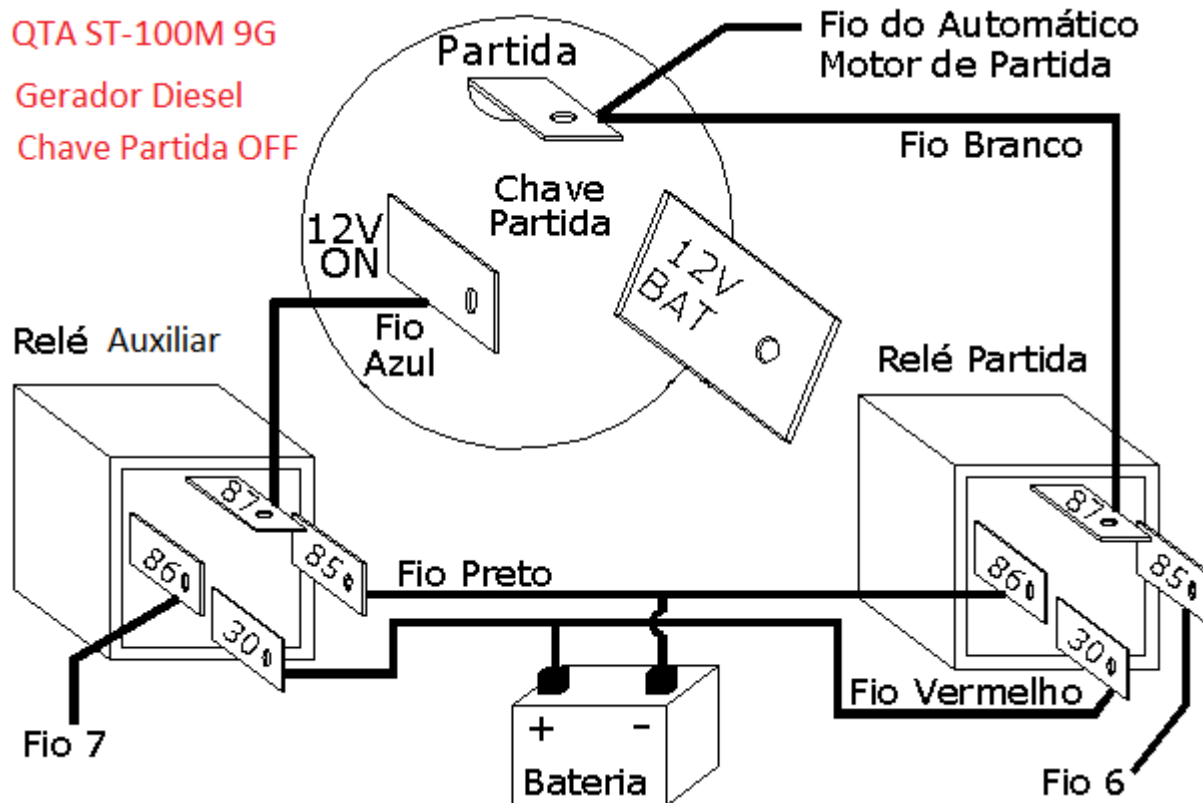 QTA ST-100M 9G
Gerador Diesel
Chave Partida OFF
Partida
Fio do Automático
Motor de Partida
Fio Branco
Chave
Partida
12V
ON
12V
BAT
Fio
Azul
Relé Auxiliar
Relé Partida
87
85
86
30
Fio Preto
87
85
86
30
Fio Vermelho
Fio 7
+ -
Bateria
Fio 6